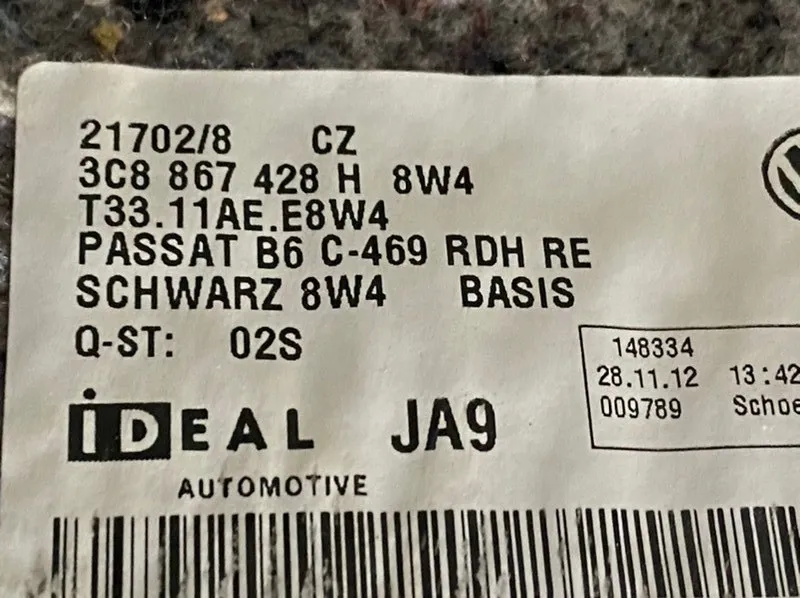 21702/8 CZ
3C8 867 428 H 8W4
T33.11AE.E8W4
PASSAT B6 C-469 RDH RE
SCHWARZ 8W4 BASIS
Q-ST: 02S
148334
28.11.12 13:42
009789
iDEAL JA9
AUTOMOTIVE